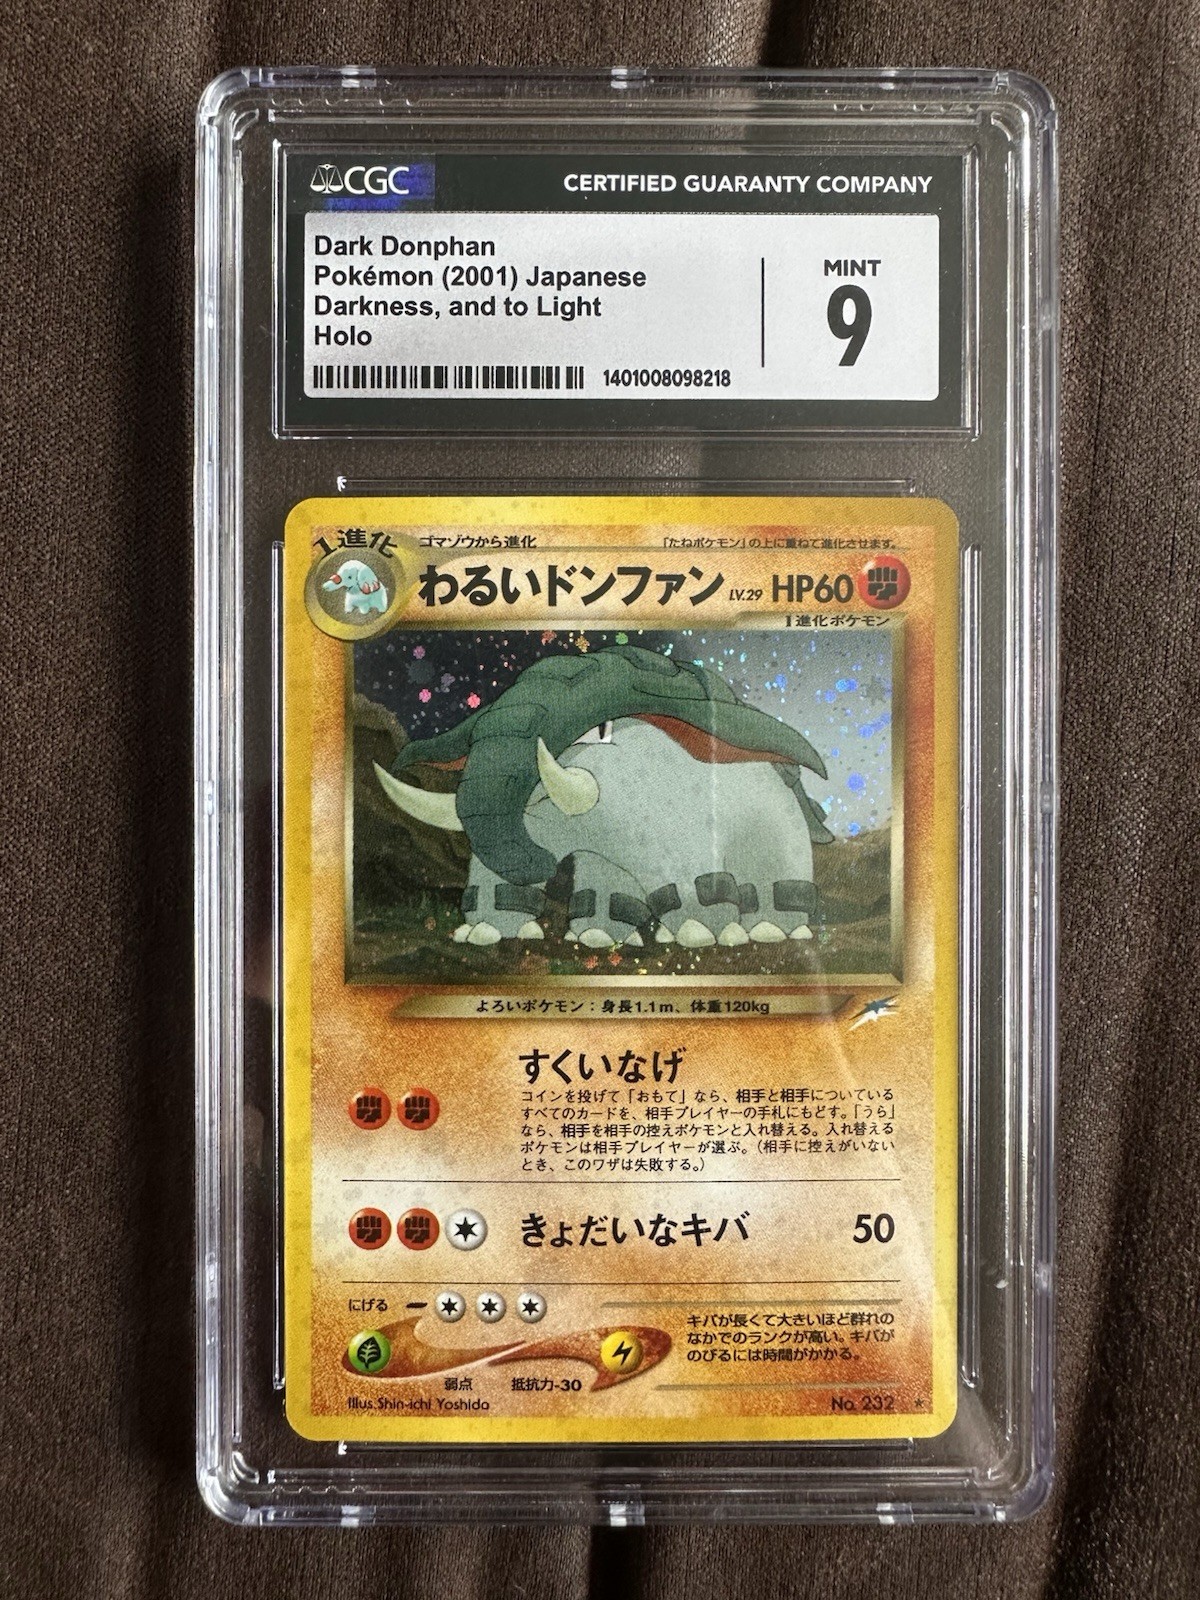 CGC
CERTIFIED GUARANTY COMPANY
Dark Donphan
Pokémon (2001) Japanese
Darkness, and to Light
Holo
1401008098218
MINT
9
1進化
ゴマゾウから進化
「たねポケモン」の上に重ねて進化させます。
わるいドンファン LV.29 HP60
1進化ポケモン
よろいポケモン：身長1.1m、体重120kg
すくいなげ
コインを投げて「おもて」なら、相手と相手についている
すべてのカードを、相手プレイヤーの手札にもどす。「うら」
なら、相手を相手の控えポケモンと入れ替える。入れ替える
ポケモンは相手プレイヤーが選ぶ。（相手に控えがいない
とき、このワザは失敗する。）
きょだいなキバ 50
にげる
キバが長くて大きいほど群れの
なかでのランクが高い。キバが
のびるには時間がかかる。
弱点 抵抗力-30
Illus. Shin-ichi Yoshida
No. 232 ★